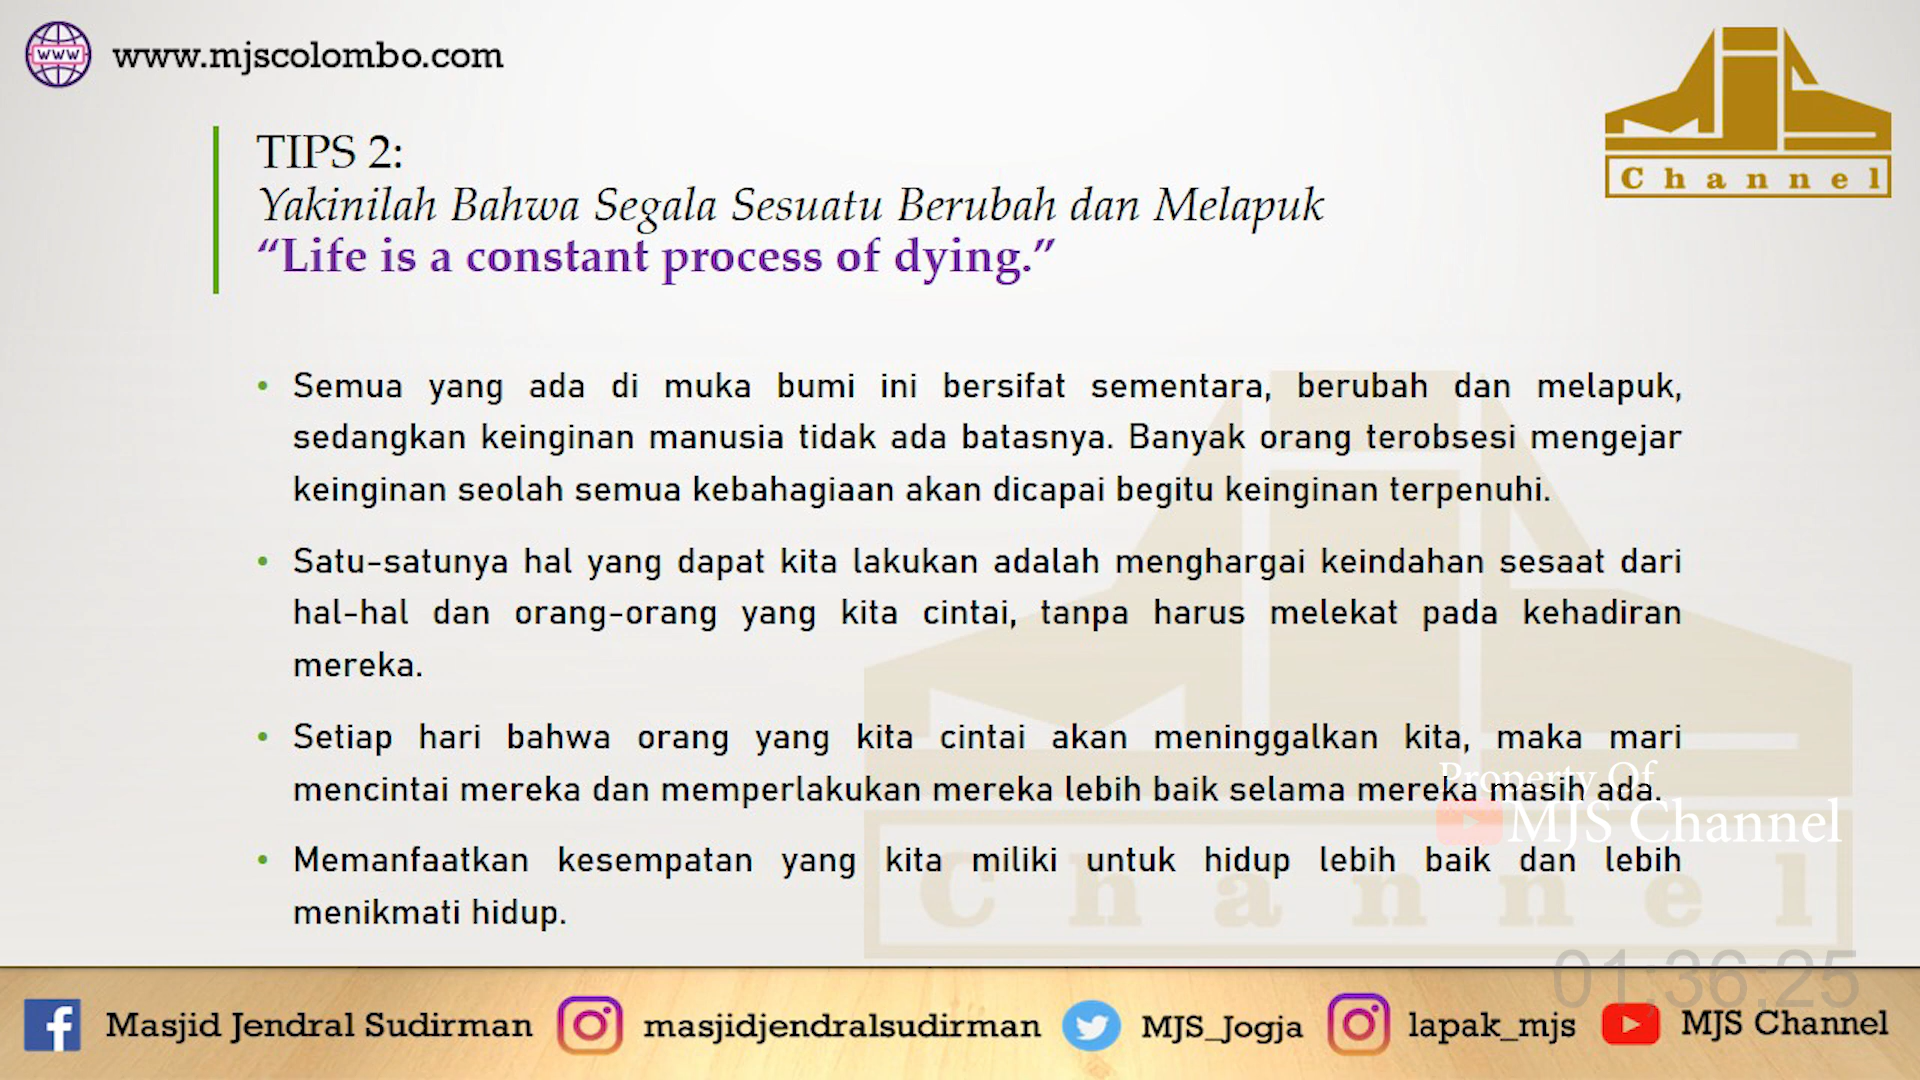 www
www.mjscolombo.com
Channel
TIPS 2:
Yakinilah Bahwa Segala Sesuatu Berubah dan Melapuk
“Life is a constant process of dying.”
• Semua yang ada di muka bumi ini bersifat sementara, berubah dan melapuk,
sedangkan keinginan manusia tidak ada batasnya. Banyak orang terobsesi mengejar
keinginan seolah semua kebahagiaan akan dicapai begitu keinginan terpenuhi.
• Satu-satunya hal yang dapat kita lakukan adalah menghargai keindahan sesaat dari
hal-hal dan orang-orang yang kita cintai, tanpa harus melekat pada kehadiran
mereka.
• Setiap hari bahwa orang yang kita cintai akan meninggalkan kita, maka mari
mencintai mereka dan memperlakukan mereka lebih baik selama mereka masih ada.
Property Of
MJS Channel
• Memanfaatkan kesempatan yang kita miliki untuk hidup lebih baik dan lebih
menikmati hidup.
Channel
01:36:25
Masjid Jendral Sudirman masjidjendralsudirman MJS_Jogja lapak_mjs MJS Channel